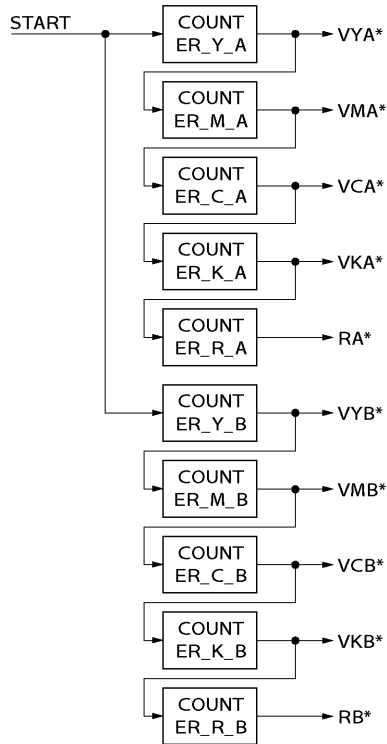 START
COUNT
ER_Y_A
VYA*
COUNT
ER_M_A
VMA*
COUNT
ER_C_A
VCA*
COUNT
ER_K_A
VKA*
COUNT
ER_R_A
RA*
COUNT
ER_Y_B
VYB*
COUNT
ER_M_B
VMB*
COUNT
ER_C_B
VCB*
COUNT
ER_K_B
VKB*
COUNT
ER_R_B
RB*